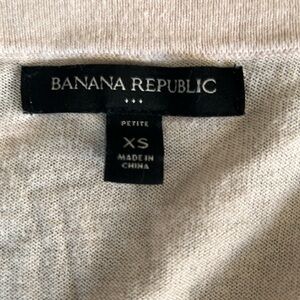 BANANA REPUBLIC
PETITE
XS
MADE IN
CHINA